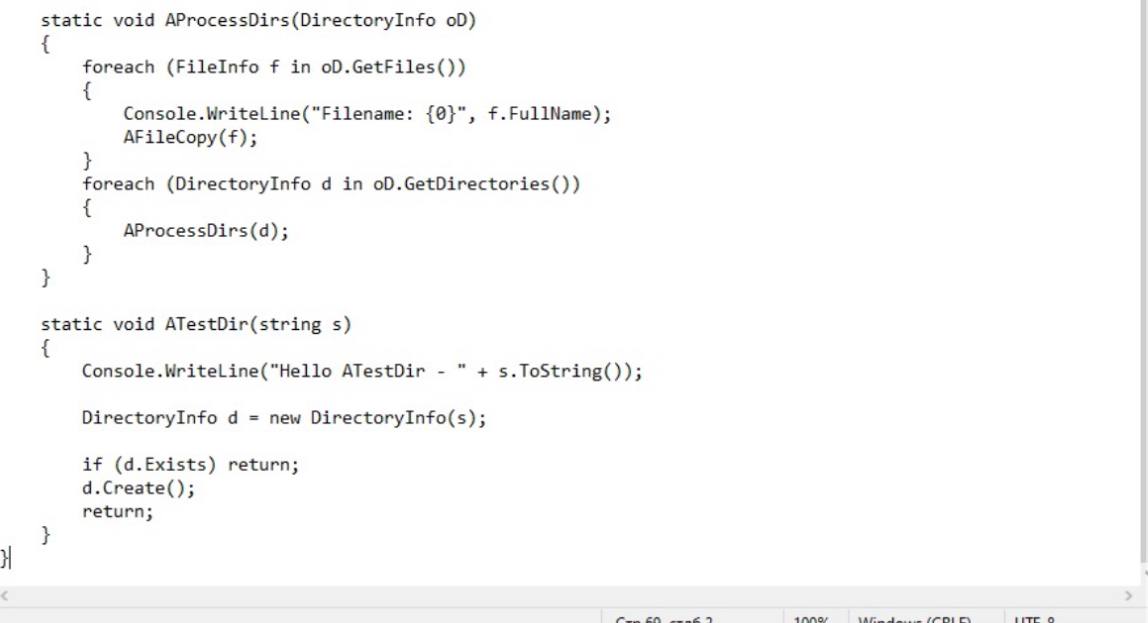 static void AProcessDirs(DirectoryInfo oD)
{
foreach (FileInfo f in oD.GetFiles())
{
Console.WriteLine("Filename: {0}", f.FullName);
AFileCopy(f);
}
foreach (DirectoryInfo d in oD.GetDirectories())
{
AProcessDirs(d);
}
}
static void ATestDir(string s)
{
Console.WriteLine("Hello ATestDir - " + s.ToString());
DirectoryInfo d = new DirectoryInfo(s);
if (d.Exists) return;
d.Create();
return;
}
}
Стр 60, стлб 2 100% Windows (CRLF) UTF-8